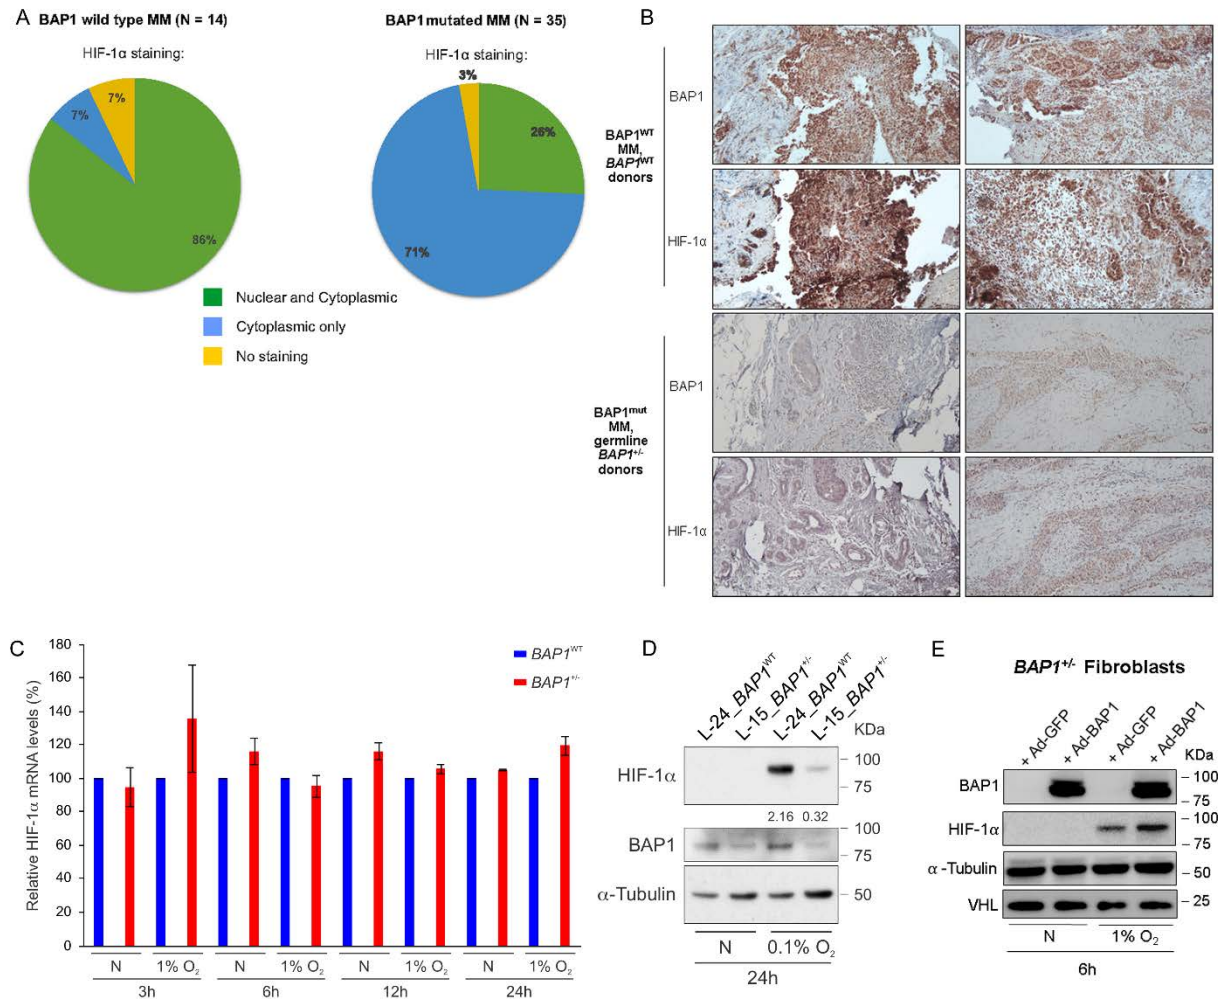 A
BAP1 wild type MM (N = 14)
BAP1 mutated MM (N = 35)
HIF-1α staining:
HIF-1α staining:
7%
7%
86%
3%
26%
71%
Nuclear and Cytoplasmic
Cytoplasmic only
No staining
B
BAP1
HIF-1α
BAP1WT
MM,
BAP1WT
donors
BAP1
HIF-1α
BAP1mut
MM,
germline
BAP1+/-
donors
C
Relative HIF-1α mRNA levels (%)
180
160
140
120
100
80
60
40
20
0
BAP1WT
BAP1+/-
N 1% O2 N 1% O2 N 1% O2 N 1% O2
3h 6h 12h 24h
D
L-24_BAP1WT
L-15_BAP1+/-
L-24_BAP1WT
L-15_BAP1+/-
KDa
HIF-1α
– 100
– 75
2.16 0.32
BAP1
– 100
– 75
α-Tubulin
– 50
N 0.1% O2
24h
E
BAP1+/- Fibroblasts
+ Ad-GFP
+ Ad-BAP1
+ Ad-GFP
+ Ad-BAP1
KDa
BAP1
– 100
– 75
HIF-1α
– 100
– 75
α -Tubulin
– 50
VHL
– 25
N 1% O2
6h